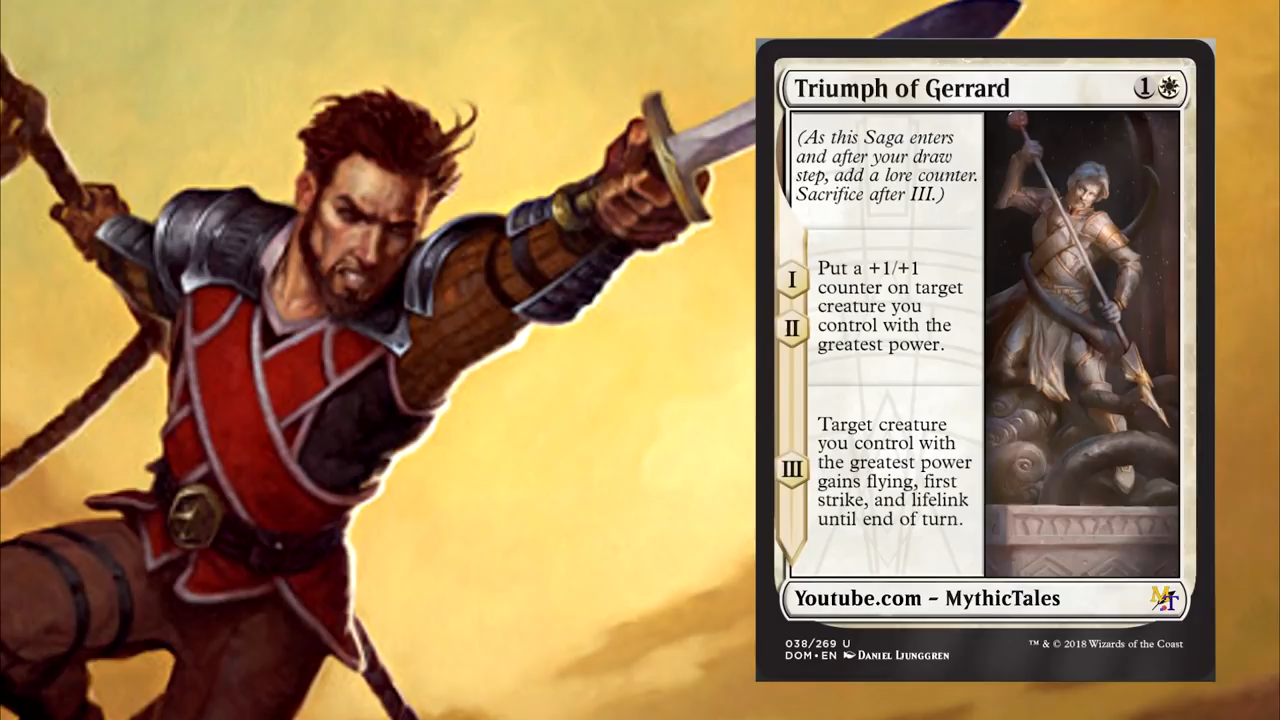 Triumph of Gerrard 1
(As this Saga enters
and after your draw
step, add a lore counter.
Sacrifice after III.)
I
II
Put a +1/+1
counter on target
creature you
control with the
greatest power.
III
Target creature
you control with
the greatest power
gains flying, first
strike, and lifelink
until end of turn.
Youtube.com – MythicTales MT
038/269 U
DOM • EN Daniel Ljunggren
™ & © 2018 Wizards of the Coast